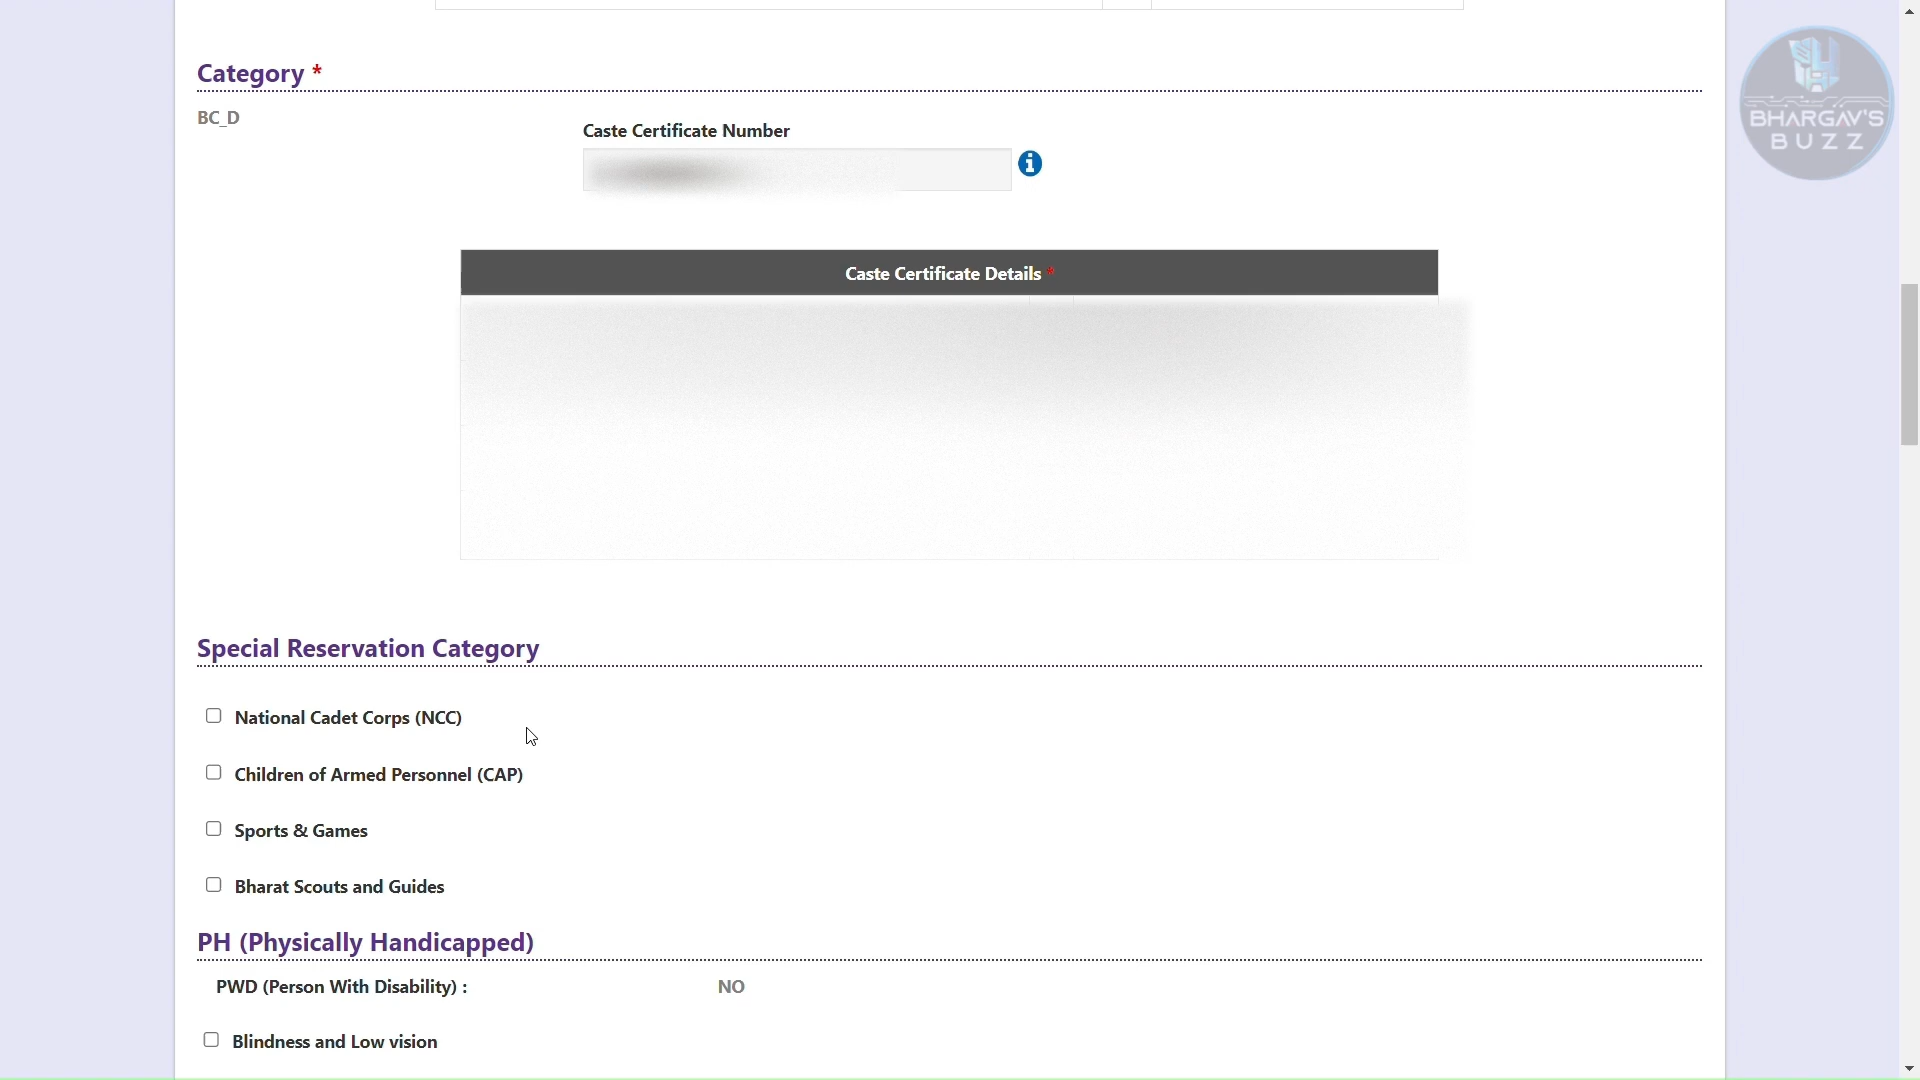 Category *
BC_D
Caste Certificate Number
Caste Certificate Details *
Special Reservation Category
National Cadet Corps (NCC)
Children of Armed Personnel (CAP)
Sports & Games
Bharat Scouts and Guides
PH (Physically Handicapped)
PWD (Person With Disability) : NO
Blindness and Low vision
BHARGAV'S
BUZZ